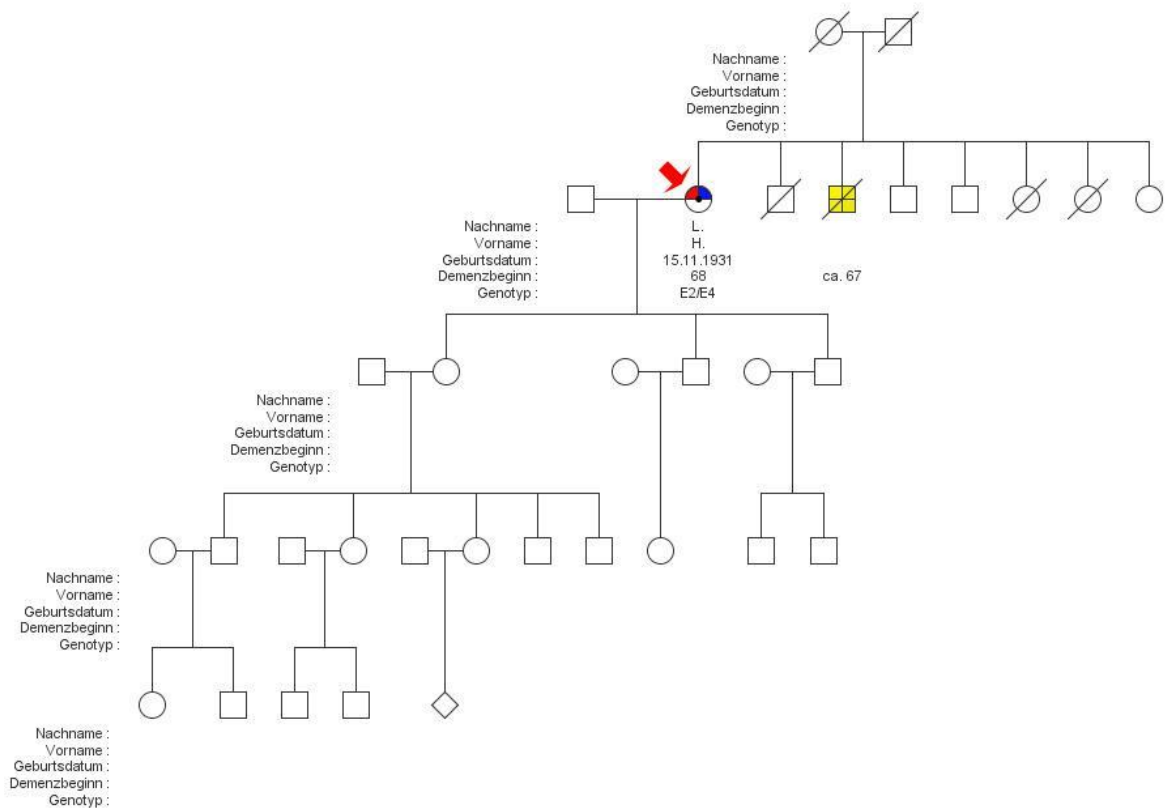 Nachname :
Vorname :
Geburtsdatum :
Demenzbeginn :
Genotyp :
Nachname : L.
Vorname : H.
Geburtsdatum : 15.11.1931
Demenzbeginn : 68 ca. 67
Genotyp : E2/E4
Nachname :
Vorname :
Geburtsdatum :
Demenzbeginn :
Genotyp :
Nachname :
Vorname :
Geburtsdatum :
Demenzbeginn :
Genotyp :
Nachname :
Vorname :
Geburtsdatum :
Demenzbeginn :
Genotyp :